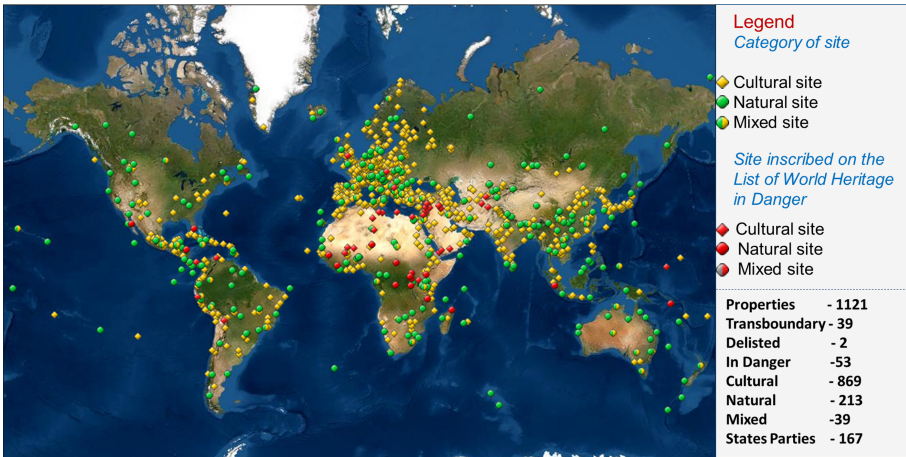 Legend
Category of site
Cultural site
Natural site
Mixed site
Site inscribed on the
List of World Heritage
in Danger
Cultural site
Natural site
Mixed site
Properties - 1121
Transboundary - 39
Delisted - 2
In Danger -53
Cultural - 869
Natural - 213
Mixed -39
States Parties - 167